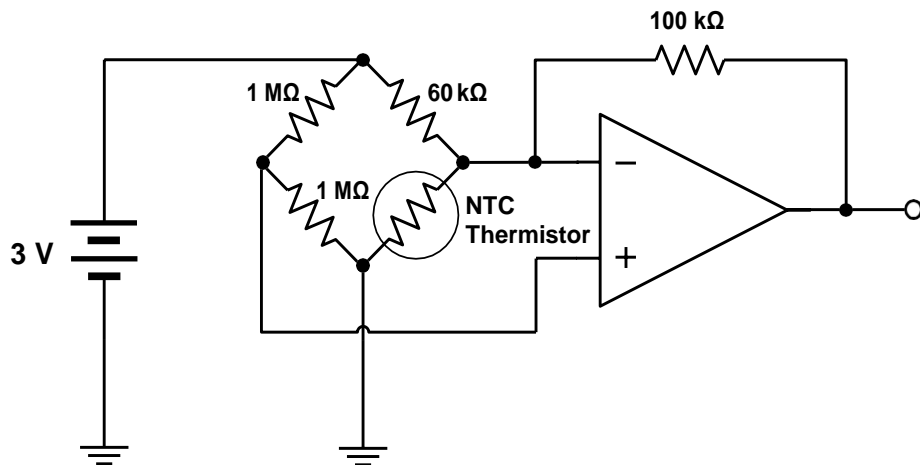 100 kΩ
1 MΩ
60 kΩ
1 MΩ
NTC
Thermistor
3 V
−
+